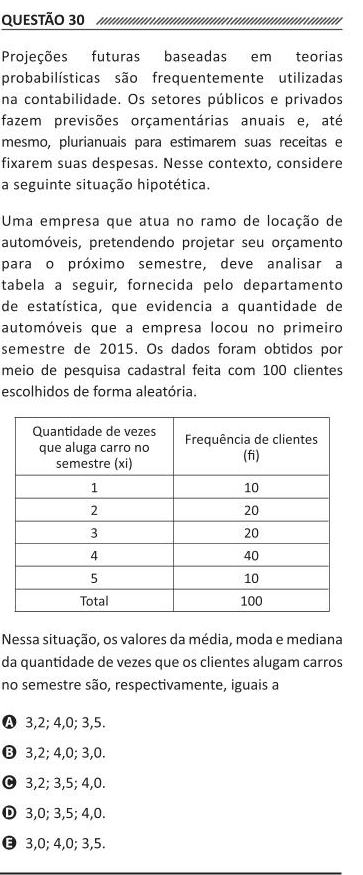 QUESTÃO 30
Projeções futuras baseadas em teorias
probabilísticas são frequentemente utilizadas
na contabilidade. Os setores públicos e privados
fazem previsões orçamentárias anuais e, até
mesmo, plurianuais para estimarem suas receitas e
fixarem suas despesas. Nesse contexto, considere
a seguinte situação hipotética.
Uma empresa que atua no ramo de locação de
automóveis, pretendendo projetar seu orçamento
para o próximo semestre, deve analisar a
tabela a seguir, fornecida pelo departamento
de estatística, que evidencia a quantidade de
automóveis que a empresa locou no primeiro
semestre de 2015. Os dados foram obtidos por
meio de pesquisa cadastral feita com 100 clientes
escolhidos de forma aleatória.
Quantidade de vezes
que aluga carro no
semestre (xi)
Frequência de clientes
(fi)
1 10
2 20
3 20
4 40
5 10
Total 100
Nessa situação, os valores da média, moda e mediana
da quantidade de vezes que os clientes alugam carros
no semestre são, respectivamente, iguais a
A 3,2; 4,0; 3,5.
B 3,2; 4,0; 3,0.
C 3,2; 3,5; 4,0.
D 3,0; 3,5; 4,0.
E 3,0; 4,0; 3,5.